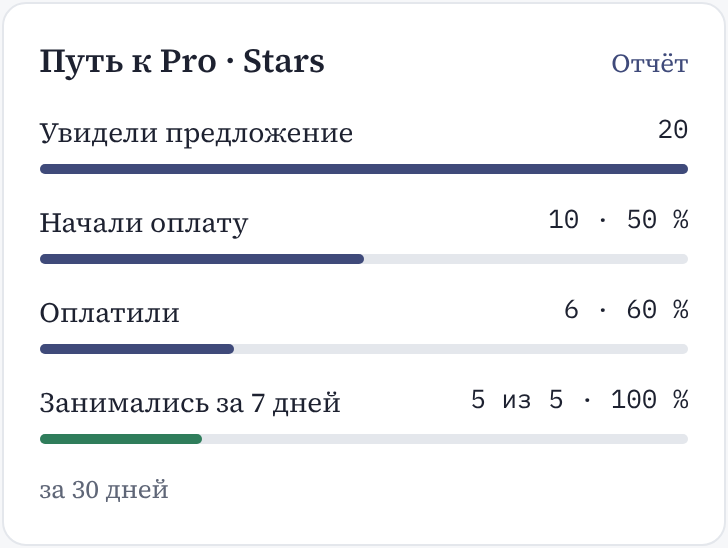 Путь к Pro · Stars
Отчёт
Увидели предложение
20
Начали оплату
10 · 50 %
Оплатили
6 · 60 %
Занимались за 7 дней
5 из 5 · 100 %
за 30 дней